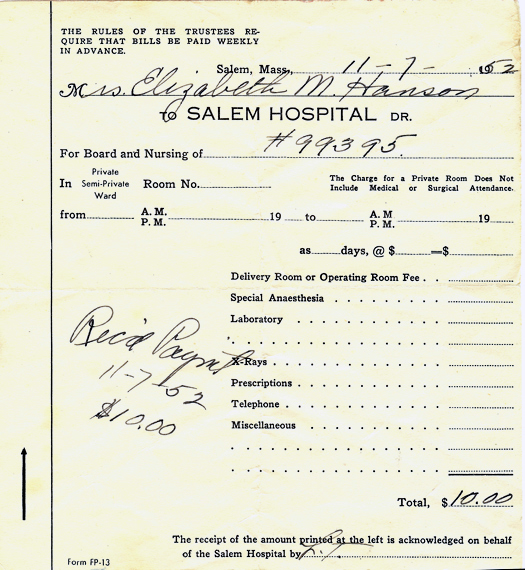 THE RULES OF THE TRUSTEES RE-
QUIRE THAT BILLS BE PAID WEEKLY
IN ADVANCE.
Salem, Mass., 11-7- 1952
Mrs. Elizabeth M. Hanson
to SALEM HOSPITAL DR.
For Board and Nursing of #99395.
In Private Semi-Private Ward Room No.
The Charge for a Private Room Does Not
Include Medical or Surgical Attendance.
from A.M. P.M. 19 to A.M P.M. 19
as days, @ $ —$
Delivery Room or Operating Room Fee
Special Anaesthesia
Laboratory
X-Rays
Prescriptions
Telephone
Miscellaneous
Rec'd Paym't
11-7-52
$10.00
Total, $10.00
The receipt of the amount printed at the left is acknowledged on behalf
of the Salem Hospital by
Form FP-13